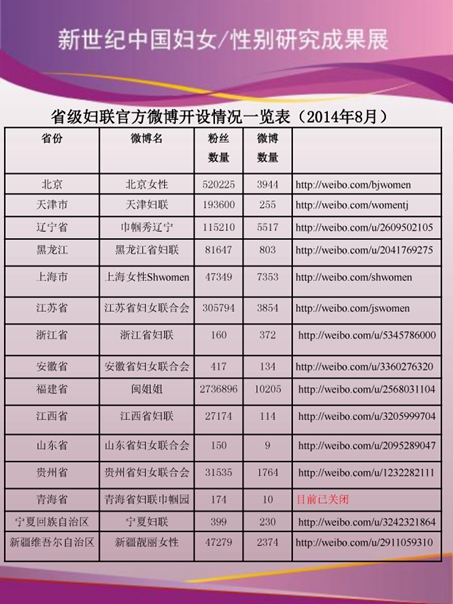 新世纪中国妇女/性别研究成果展
省级妇联官方微博开设情况一览表（2014年8月）
省份 微博名 粉丝 微博
数量 数量
北京 北京女性 520225 3944 http://weibo.com/bjwomen
天津市 天津妇联 193600 255 http://weibo.com/womentj
辽宁省 巾帼秀辽宁 115210 5517 http://weibo.com/u/2609502105
黑龙江 黑龙江省妇联 81647 803 http://weibo.com/u/2041769275
上海市 上海女性Shwomen 47349 7353 http://weibo.com/shwomen
江苏省 江苏省妇女联合会 305794 3854 http://weibo.com/jswomen
浙江省 浙江省妇联 160 372 http://weibo.com/u/5345786000
安徽省 安徽省妇女联合会 417 134 http://weibo.com/u/3360276320
福建省 闽姐姐 2736896 10205 http://weibo.com/u/2568031104
江西省 江西省妇联 27174 114 http://weibo.com/u/3205999704
山东省 山东省妇女联合会 150 9 http://weibo.com/u/2095289047
贵州省 贵州省妇女联合会 31535 1764 http://weibo.com/u/1232282111
青海省 青海省妇联巾帼园 174 10 目前已关闭
宁夏回族自治区 宁夏妇联 399 230 http://weibo.com/u/3242321864
新疆维吾尔自治区 新疆靓丽女性 47279 2374 http://weibo.com/u/2911059310